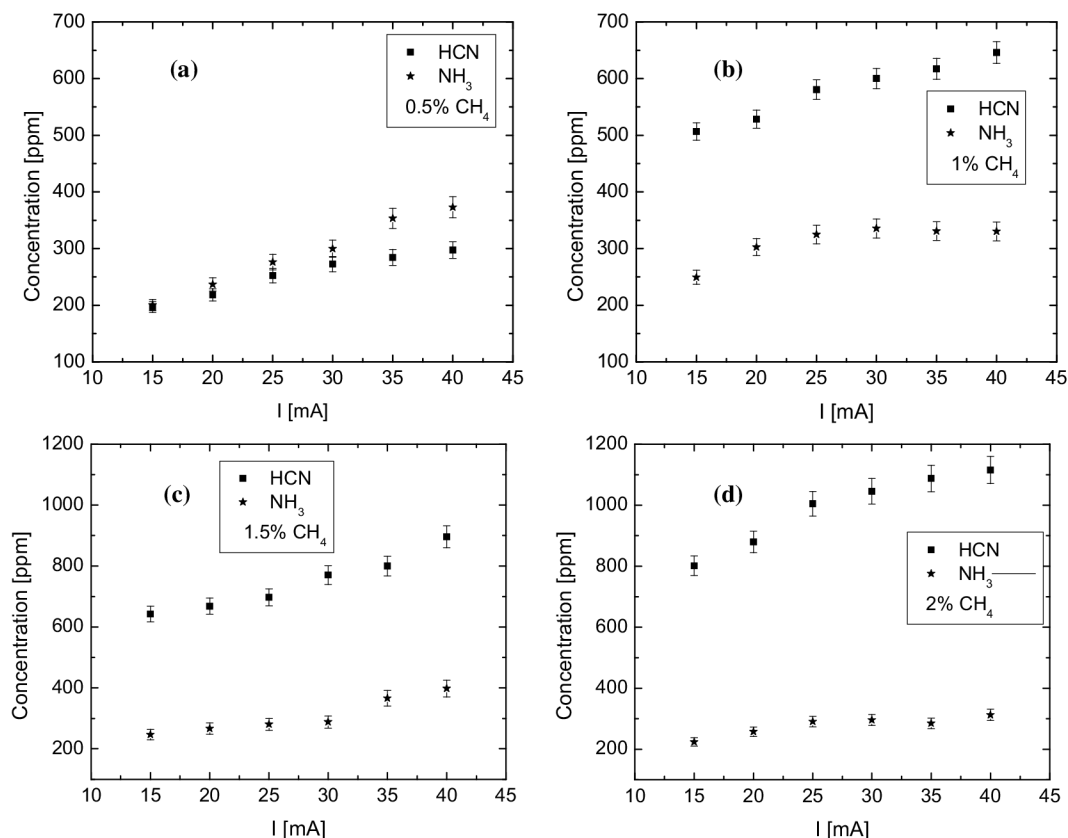 (a)
HCN
NH3
0.5% CH4
Concentration [ppm]
700
600
500
400
300
200
100
10 15 20 25 30 35 40 45
I [mA]
(b)
HCN
NH3
1% CH4
Concentration [ppm]
700
600
500
400
300
200
100
10 15 20 25 30 35 40 45
I [mA]
(c)
HCN
NH3
1.5% CH4
Concentration [ppm]
1200
1000
800
600
400
200
10 15 20 25 30 35 40 45
I [mA]
(d)
HCN
NH3
2% CH4
Concentration [ppm]
1200
1000
800
600
400
200
10 15 20 25 30 35 40 45
I [mA]